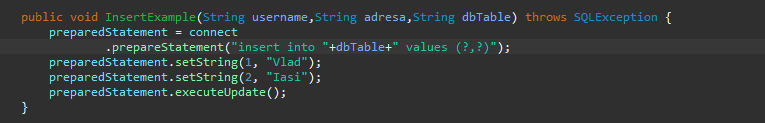 public void InsertExample(String username,String adresa,String dbTable) throws SQLException {
preparedStatement = connect
.prepareStatement("insert into "+dbTable+" values (?,?)");
preparedStatement.setString(1, "Vlad");
preparedStatement.setString(2, "Iasi");
preparedStatement.executeUpdate();
}